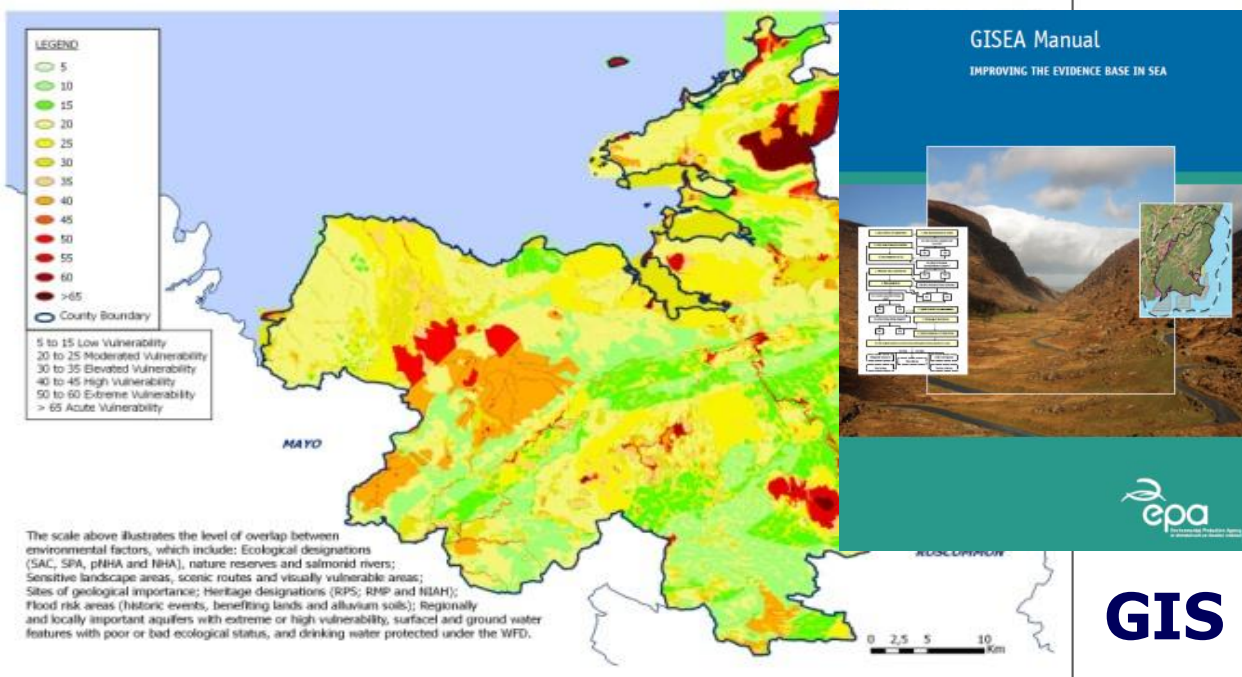 LEGEND
5
10
15
20
25
30
35
40
45
50
55
60
>65
County Boundary
5 to 15 Low Vulnerability
20 to 25 Moderated Vulnerability
30 to 35 Elevated Vulnerability
40 to 45 High Vulnerability
50 to 60 Extreme Vulnerability
> 65 Acute Vulnerability
MAYO
The scale above illustrates the level of overlap between
environmental factors, which include: Ecological designations
(SAC, SPA, pNHA and NHA), nature reserves and salmonid rivers;
Sensitive landscape areas, scenic routes and visually vulnerable areas;
Sites of geological importance; Heritage designations (RPS; RMP and NIAH);
Flood risk areas (historic events, benefiting lands and alluvium soils); Regionally
and locally important aquifers with extreme or high vulnerability, surfacel and ground water
features with poor or bad ecological status, and drinking water protected under the WFD.
ROSCOMMON
0 2,5 5 10
Km
GISEA Manual
IMPROVING THE EVIDENCE BASE IN SEA
epa
Environmental Protection Agency
GIS